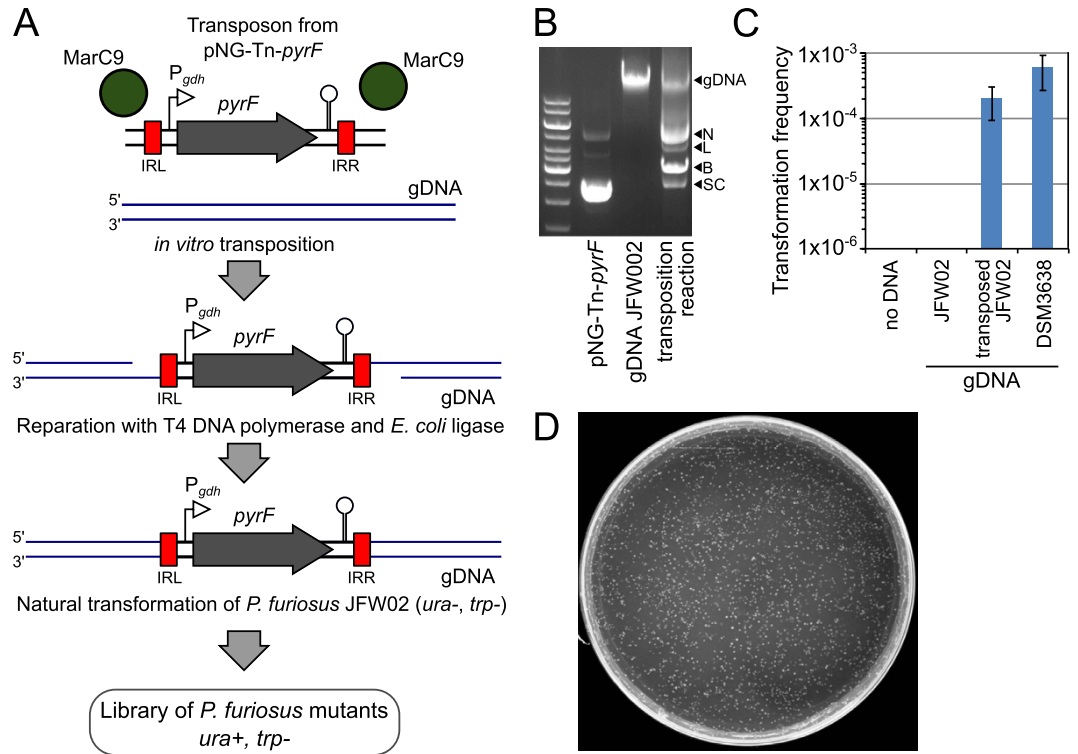 A
Transposon from
pNG-Tn-pyrF
MarC9
MarC9
Pgdh
pyrF
IRL
IRR
gDNA
5'
3'
in vitro transposition
Pgdh
pyrF
5'
3'
IRL
IRR
gDNA
Reparation with T4 DNA polymerase and E. coli ligase
Pgdh
pyrF
5'
3'
IRL
IRR
gDNA
Natural transformation of P. furiosus JFW02 (ura-, trp-)
Library of P. furiosus mutants
ura+, trp-
B
gDNA
N
L
B
SC
pNG-Tn-pyrF
gDNA JFW002
transposition
reaction
C
Transformation frequency
1x10-3
1x10-4
1x10-5
1x10-6
no DNA
JFW02
transposed
JFW02
DSM3638
gDNA
D